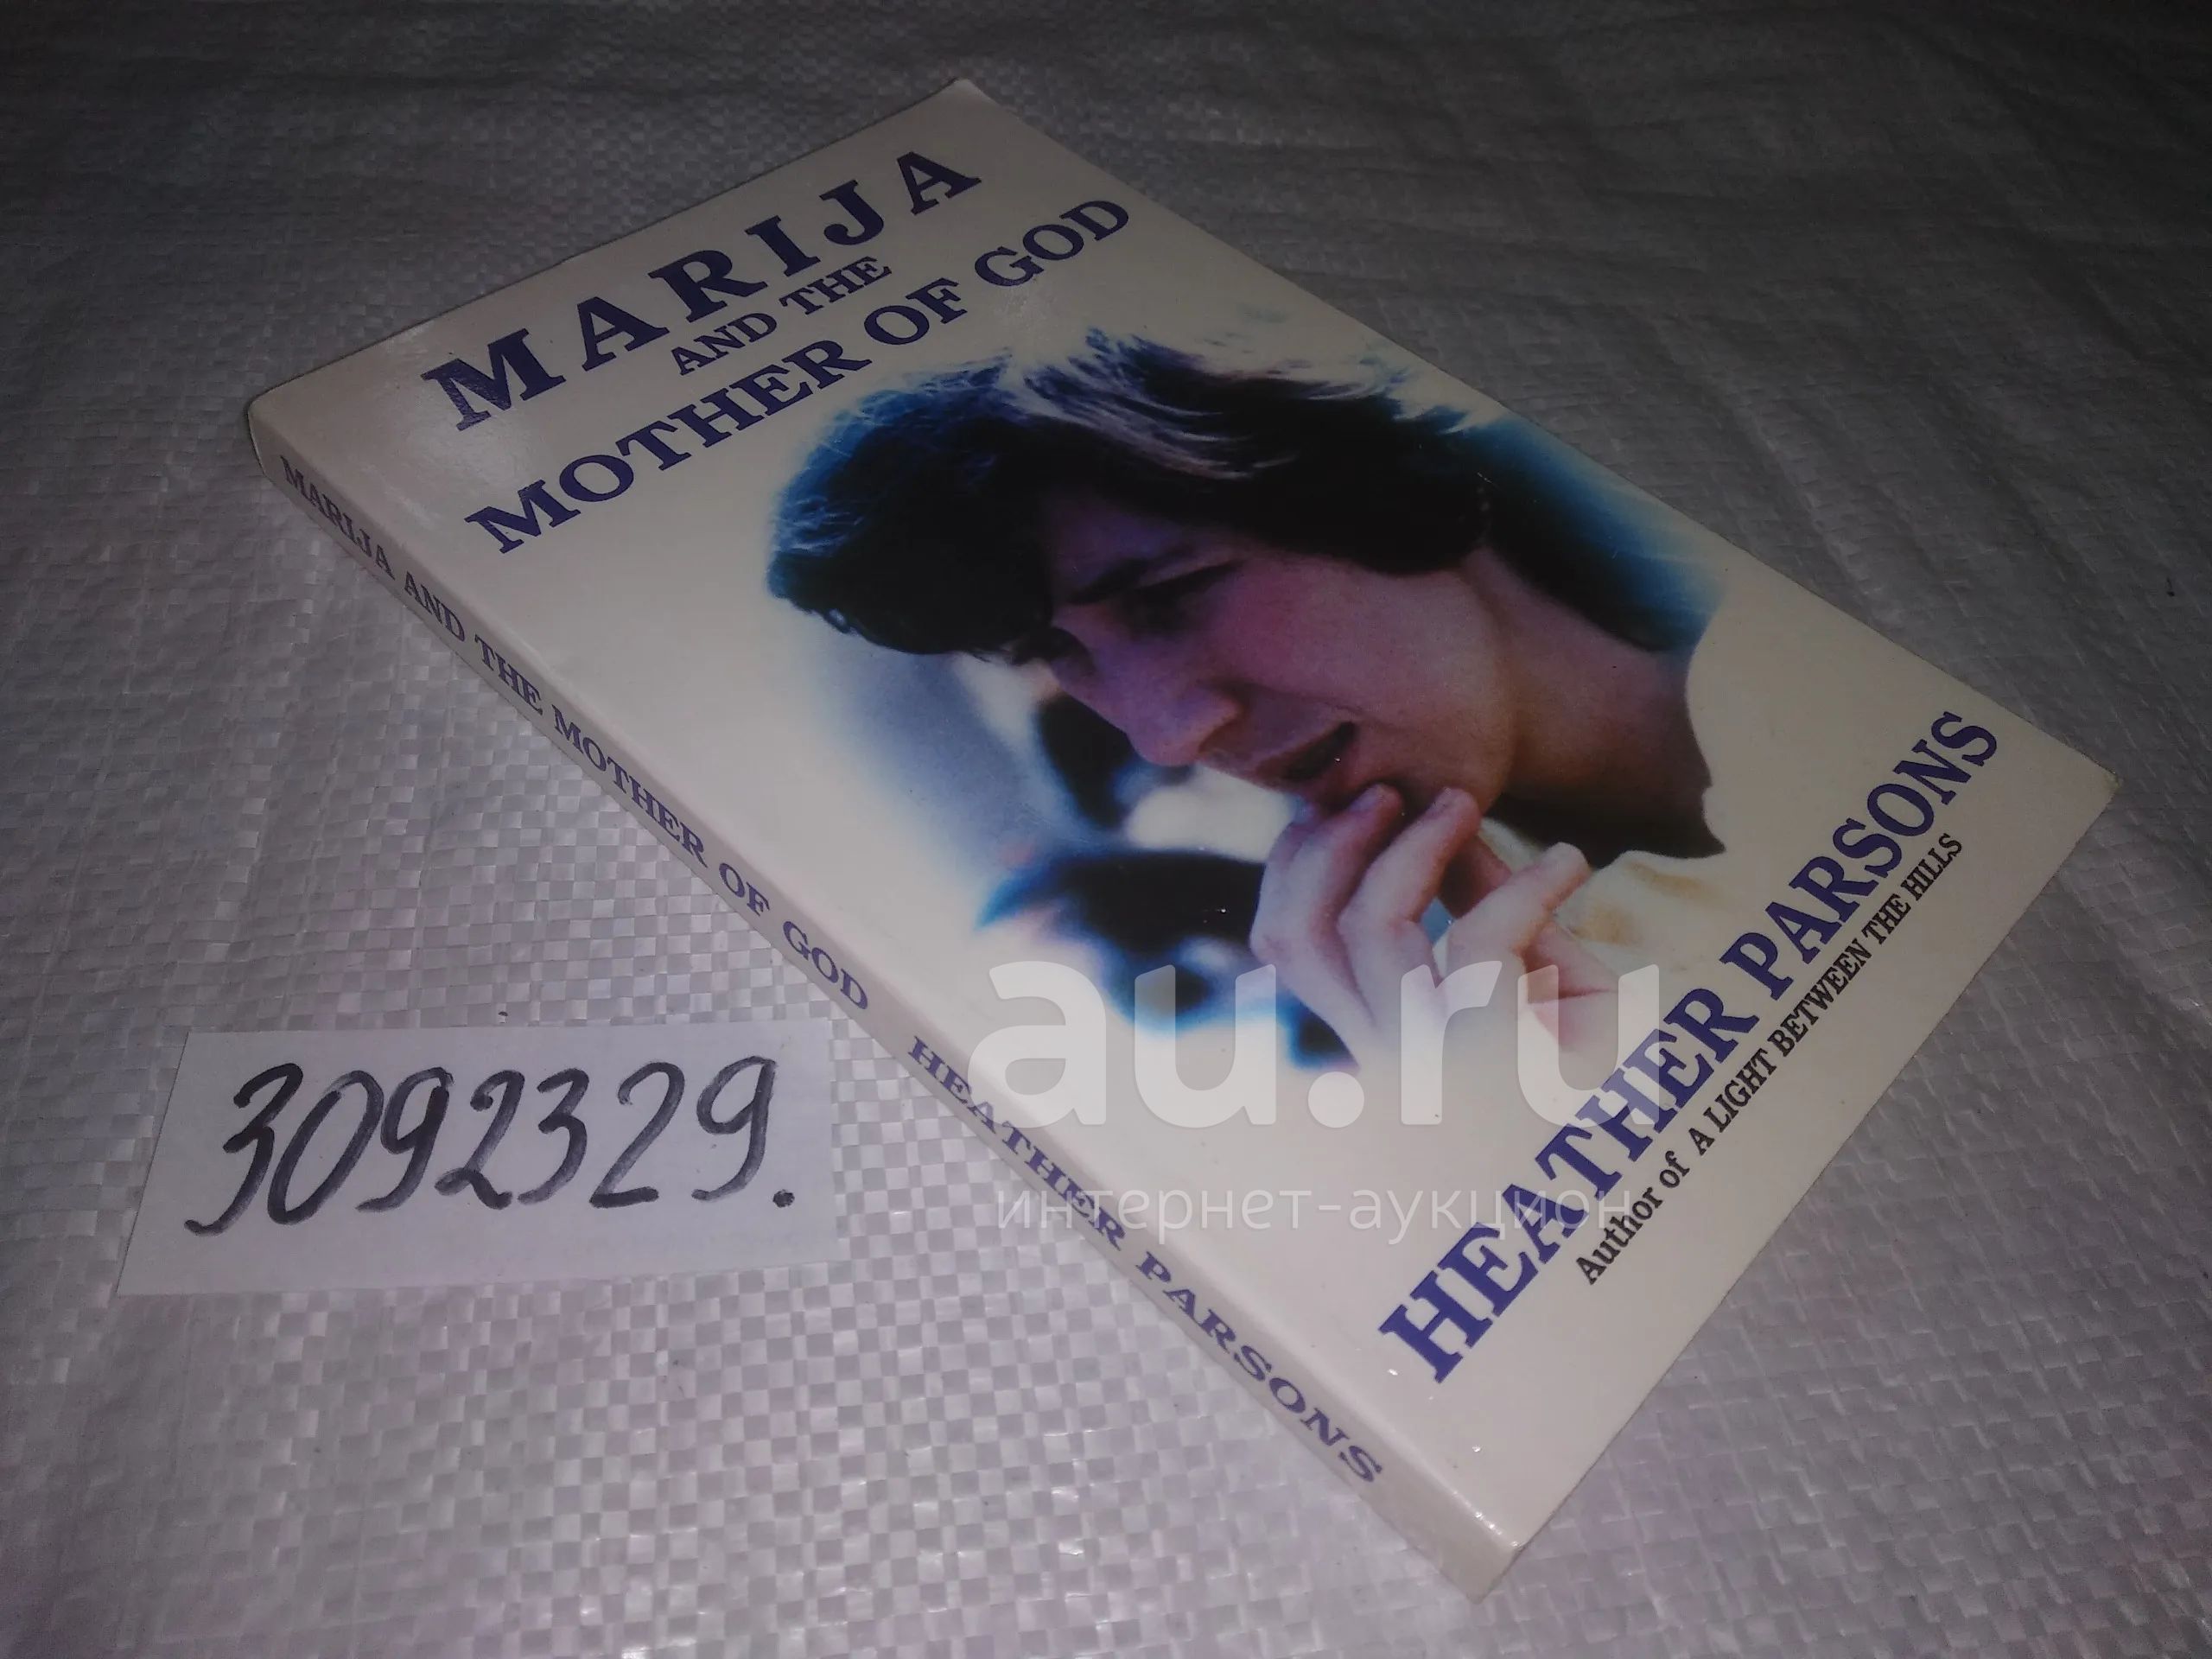 MARIJA
AND THE
MOTHER OF GOD
HEATHER PARSONS
Author of A LIGHT BETWEEN THE HILLS
MARIJA AND THE MOTHER OF GOD HEATHER PARSONS
3092329.
au.ru
интернет-аукцион